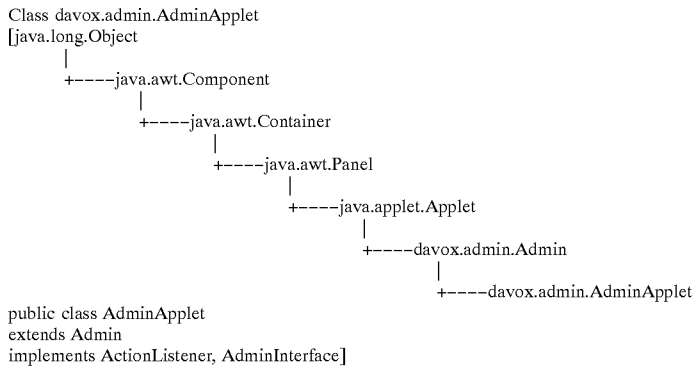 Class davox.admin.AdminApplet
[java.long.Object
|
+----java.awt.Component
|
+----java.awt.Container
|
+----java.awt.Panel
|
+----java.applet.Applet
|
+----davox.admin.Admin
|
+----davox.admin.AdminApplet
public class AdminApplet
extends Admin
implements ActionListener, AdminInterface]